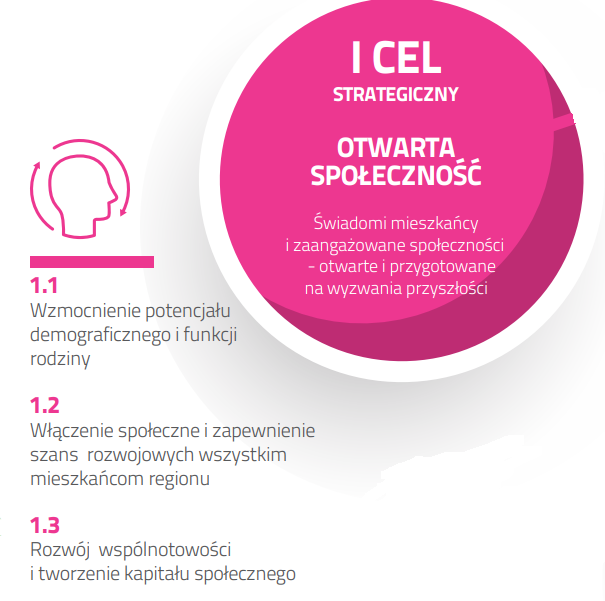 I CEL
STRATEGICZNY
OTWARTA
SPOŁECZNOŚĆ
Świadomi mieszkańcy
i zaangażowane społeczności
- otwarte i przygotowane
na wyzwania przyszłości
1.1
Wzmocnienie potencjału
demograficznego i funkcji
rodziny
1.2
Włączenie społeczne i zapewnienie
szans rozwojowych wszystkim
mieszkańcom regionu
1.3
Rozwój wspólnotowości
i tworzenie kapitału społecznego